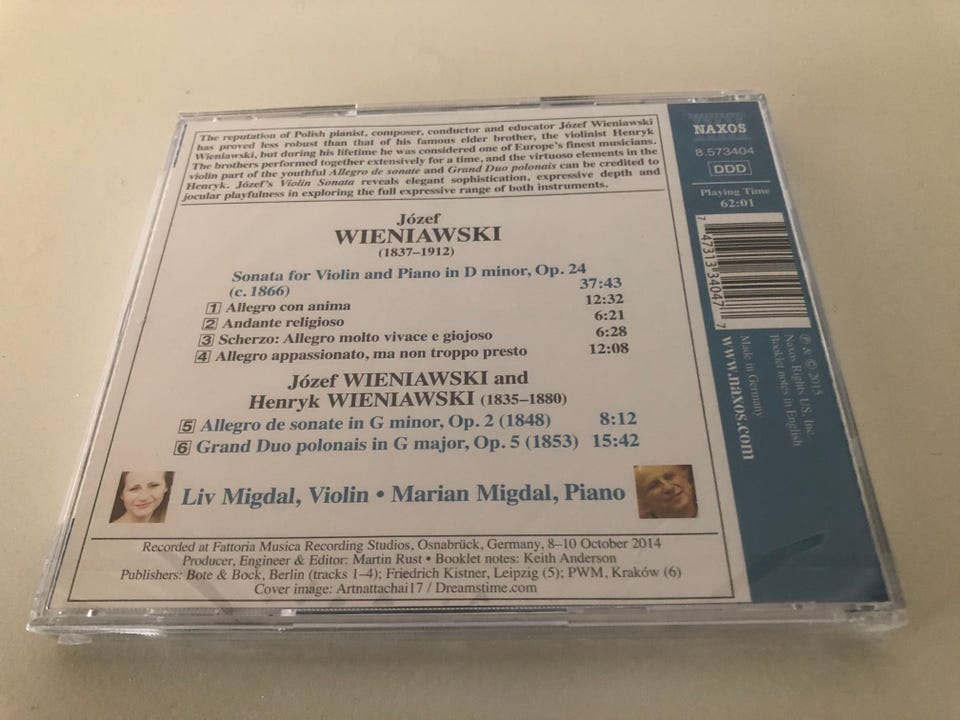 The reputation of Polish pianist, composer, conductor and educator Józef Wieniawski
has proved less robust than that of his famous elder brother, the violinist Henryk
Wieniawski, but during his lifetime he was considered one of Europe's finest musicians.
The brothers performed together extensively for a time, and the virtuoso elements in the
violin part of the youthful Allegro de sonate and Grand Duo polonais can be credited to
Henryk. Józef's Violin Sonata reveals elegant sophistication, expressive depth and
jocular playfulness in exploring the full expressive range of both instruments.
Józef
WIENIAWSKI
(1837–1912)
Sonata for Violin and Piano in D minor, Op. 24
(c. 1866) 37:43
1 Allegro con anima 12:32
2 Andante religioso 6:21
3 Scherzo: Allegro molto vivace e giojoso 6:28
4 Allegro appassionato, ma non troppo presto 12:08
Józef WIENIAWSKI and
Henryk WIENIAWSKI (1835–1880)
5 Allegro de sonate in G minor, Op. 2 (1848) 8:12
6 Grand Duo polonais in G major, Op. 5 (1853) 15:42
Liv Migdal, Violin • Marian Migdal, Piano
Recorded at Fattoria Musica Recording Studios, Osnabrück, Germany, 8–10 October 2014
Producer, Engineer & Editor: Martin Rust • Booklet notes: Keith Anderson
Publishers: Bote & Bock, Berlin (tracks 1–4); Friedrich Kistner, Leipzig (5); PWM, Kraków (6)
Cover image: Artnattachai17 / Dreamstime.com
NAXOS
8.573404
DDD
Playing Time
62:01
7 47313 34047 7
℗ & © 2015
Naxos Rights US, Inc.
Booklet notes in English
Made in Germany
www.naxos.com